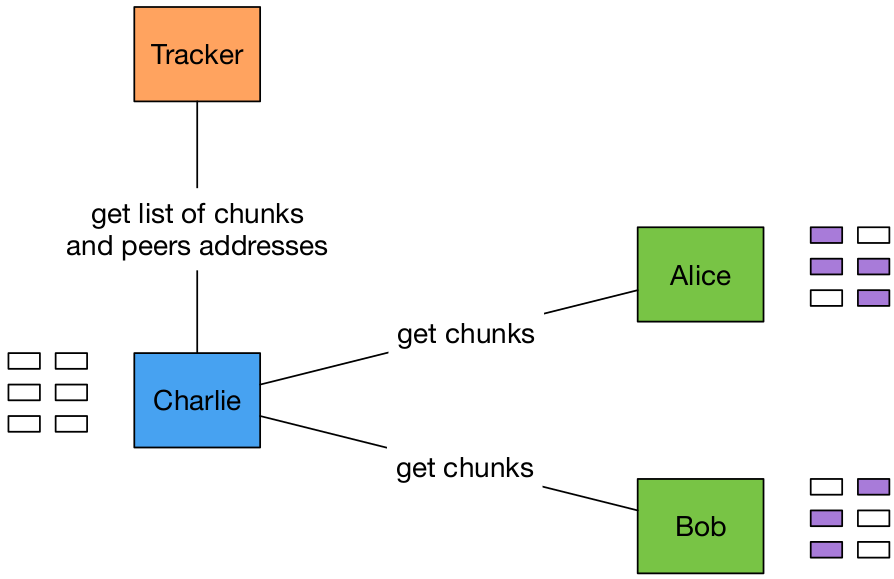 Tracker
get list of chunks
and peers addresses
Alice
get chunks
Charlie
get chunks
Bob